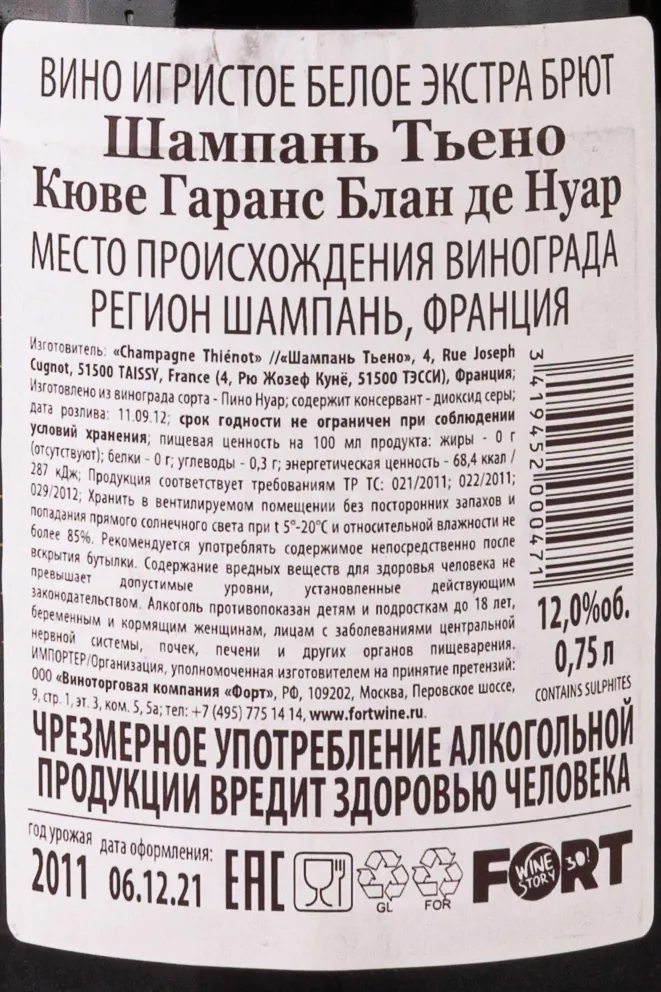 ВИНО ИГРИСТОЕ БЕЛОЕ ЭКСТРА БРЮТ
Шампань Тьено
Кюве Гаранс Блан де Нуар
МЕСТО ПРОИСХОЖДЕНИЯ ВИНОГРАДА
РЕГИОН ШАМПАНЬ, ФРАНЦИЯ
Изготовитель: «Champagne Thiénot» //«Шампань Тьено», 4, Rue Joseph
Cugnot, 51500 TAISSY, France (4, Рю Жозеф Кунё, 51500 ТЭССИ), Франция;
Изготовлено из винограда сорта - Пино Нуар; содержит консервант - диоксид серы;
дата розлива: 11.09.12; срок годности не ограничен при соблюдении
условий хранения; пищевая ценность на 100 мл продукта: жиры - 0 г
(отсутствуют); белки - 0 г; углеводы - 0,3 г; энергетическая ценность - 68,4 ккал /
287 кДж; Продукция соответствует требованиям ТР ТС: 021/2011; 022/2011;
029/2012; Хранить в вентилируемом помещении без посторонних запахов и
попадания прямого солнечного света при t 5°-20°С и относительной влажности не
более 85%. Рекомендуется употреблять содержимое непосредственно после
вскрытия бутылки. Содержание вредных веществ для здоровья человека не
превышает допустимые уровни, установленные действующим
законодательством. Алкоголь противопоказан детям и подросткам до 18 лет,
беременным и кормящим женщинам, лицам с заболеваниями центральной
нервной системы, почек, печени и других органов пищеварения.
ИМПОРТЕР/Организация, уполномоченная изготовителем на принятие претензий:
ООО «Виноторговая компания «Форт», РФ, 109202, Москва, Перовское шоссе,
9, стр. 1, эт. 3, ком. 5, 5а; тел: +7 (495) 775 14 14, www.fortwine.ru.
3 419452 000471
12,0%об.
0,75 л
CONTAINS SULPHITES
ЧРЕЗМЕРНОЕ УПОТРЕБЛЕНИЕ АЛКОГОЛЬНОЙ
ПРОДУКЦИИ ВРЕДИТ ЗДОРОВЬЮ ЧЕЛОВЕКА
год урожая дата оформления:
2011 06.12.21 EAC
GL FOR
FORT
WINE STORY 30!